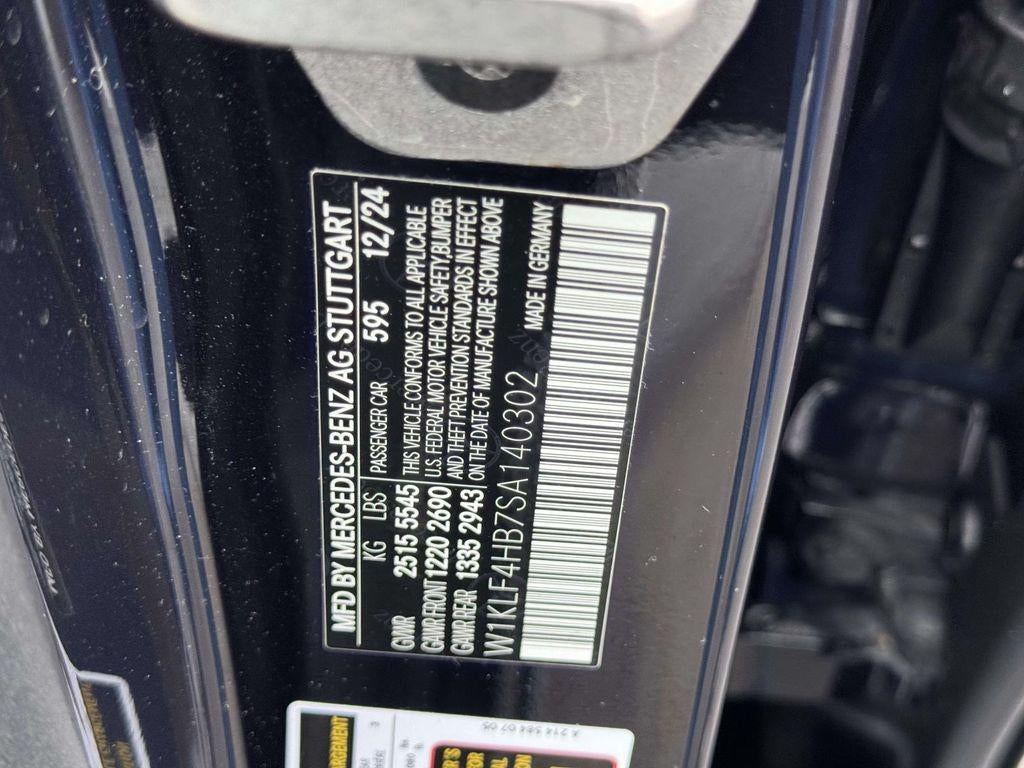 MFD BY MERCEDES-BENZ AG STUTTGART
KG LBS PASSENGER CAR 595 12/24
GVWR 2515 5545 THIS VEHICLE CONFORMS TO ALL APPLICABLE
GAWR FRONT 1220 2690 U.S. FEDERAL MOTOR VEHICLE SAFETY, BUMPER
AND THEFT PREVENTION STANDARDS IN EFFECT
GAWR REAR 1335 2943 ON THE DATE OF MANUFACTURE SHOWN ABOVE
W1KLF4HB7SA140302 MADE IN GERMANY